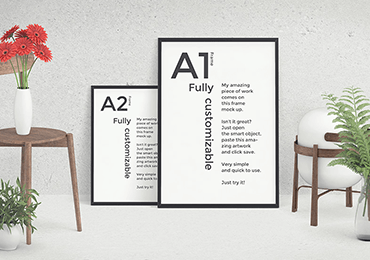 A2 Frame
Fully
customizable
My amazing
piece of work
comes on
this frame
mock up.
Isn't it great?
Just open
the smart object,
paste this ama-
zing artwork
and click save.
Very simple
and quick to use.
Just try it!
A1 Frame
Fully
customizable
My amazing
piece of work
comes on
this frame
mock up.
Isn't it great?
Just open
the smart object,
paste this ama-
zing artwork
and click save.
Very simple
and quick to use.
Just try it!